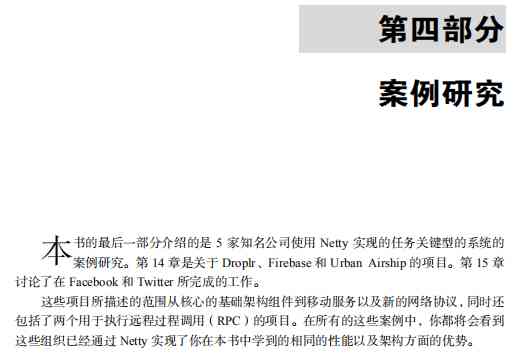 第四部分
案例研究
本书的最后一部分介绍的是 5 家知名公司使用 Netty 实现的任务关键型的系统的
案例研究。第 14 章是关于 Droplr、Firebase 和 Urban Airship 的项目。第 15 章
讨论了在 Facebook 和 Twitter 所完成的工作。
这些项目所描述的范围从核心的基础架构组件到移动服务以及新的网络协议，同时还
包括了两个用于执行远程过程调用（RPC）的项目。在所有的这些案例中，你都将会看到
这些组织已经通过 Netty 实现了你在本书中学到的相同的性能以及架构方面的优势。